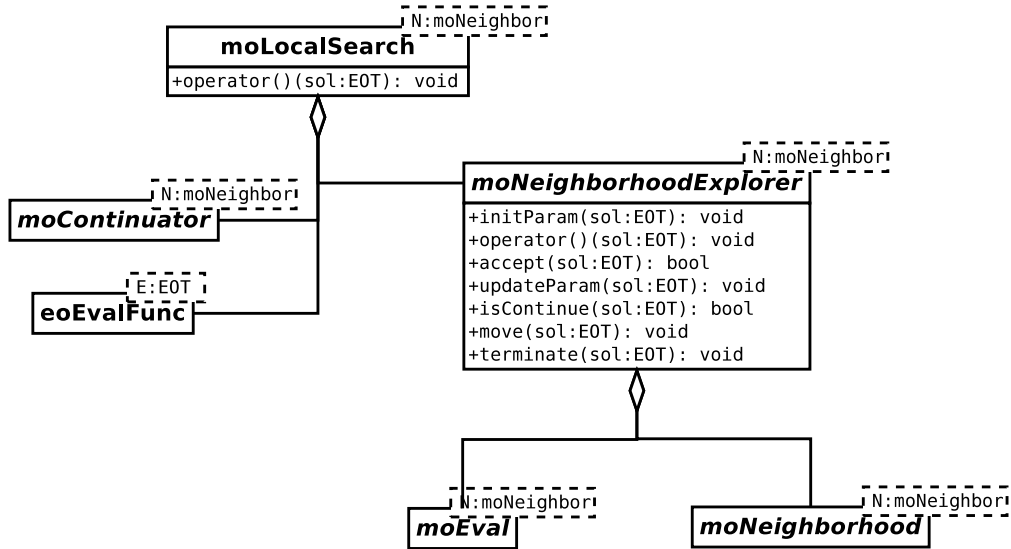 N:moNeighbor
moLocalSearch
+operator()(sol:EOT): void
N:moNeighbor
moNeighborhoodExplorer
+initParam(sol:EOT): void
+operator()(sol:EOT): void
+accept(sol:EOT): bool
+updateParam(sol:EOT): void
+isContinue(sol:EOT): bool
+move(sol:EOT): void
+terminate(sol:EOT): void
N:moNeighbor
moContinuator
E:EOT
eoEvalFunc
N:moNeighbor
moEval
N:moNeighbor
moNeighborhood